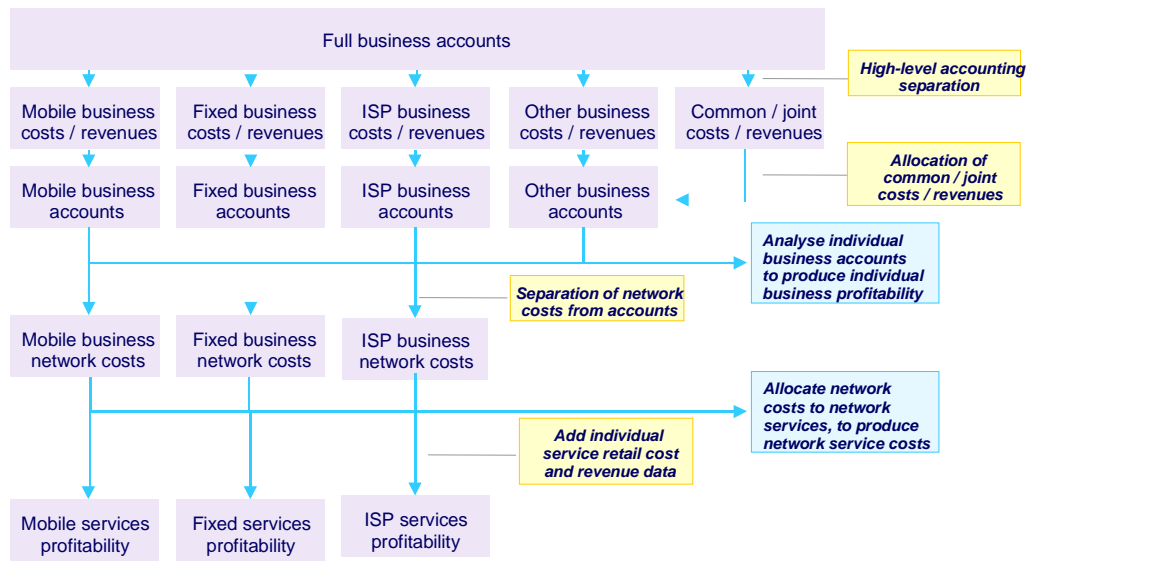 Full business accounts
High-level accounting
separation
Mobile business
costs / revenues
Fixed business
costs / revenues
ISP business
costs / revenues
Other business
costs / revenues
Common / joint
costs / revenues
Allocation of
common / joint
costs / revenues
Mobile business
accounts
Fixed business
accounts
ISP business
accounts
Other business
accounts
Analyse individual
business accounts
to produce individual
business profitability
Separation of network
costs from accounts
Mobile business
network costs
Fixed business
network costs
ISP business
network costs
Allocate network
costs to network
services, to produce
network service costs
Add individual
service retail cost
and revenue data
Mobile services
profitability
Fixed services
profitability
ISP services
profitability